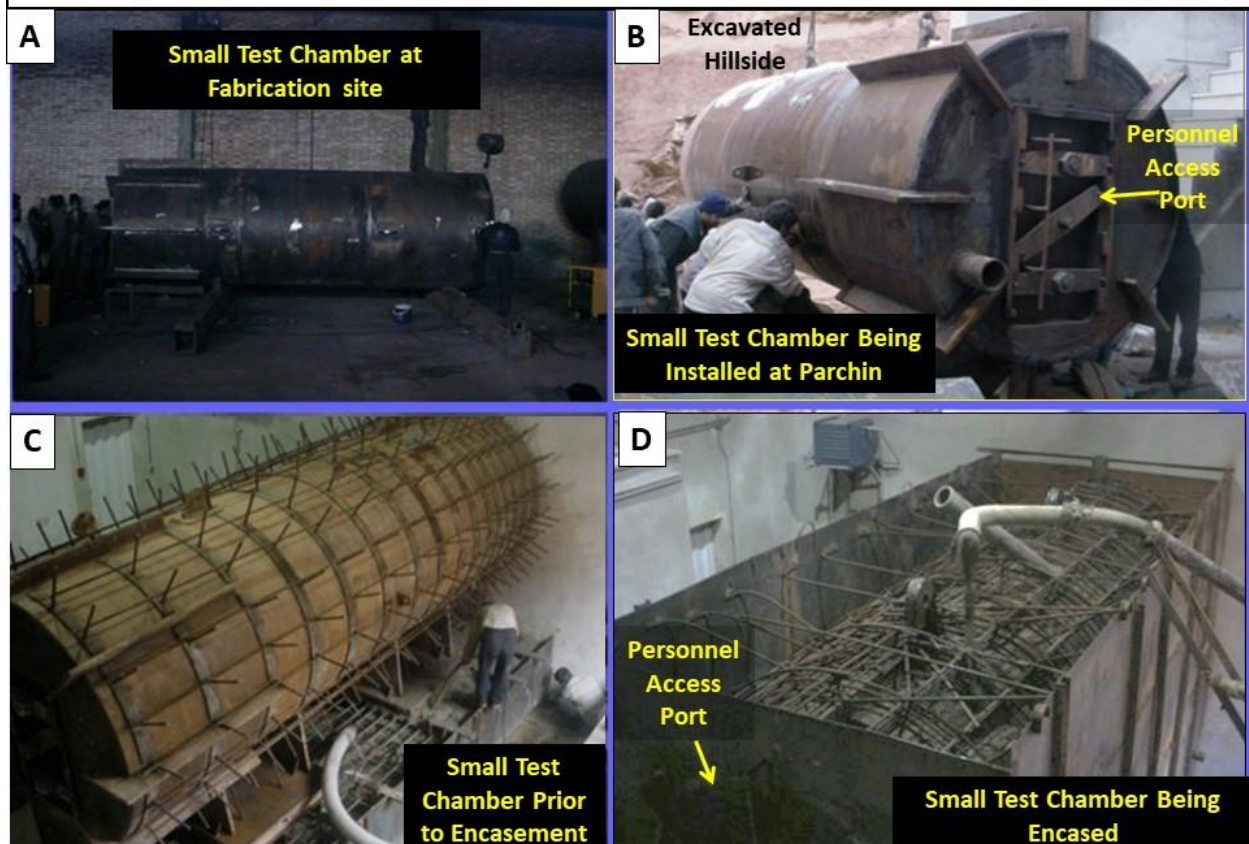 A
Small Test Chamber at
Fabrication site
B
Excavated
Hillside
Personnel
Access
Port
Small Test Chamber Being
Installed at Parchin
C
Small Test
Chamber Prior
to Encasement
D
Personnel
Access
Port
Small Test Chamber Being
Encased